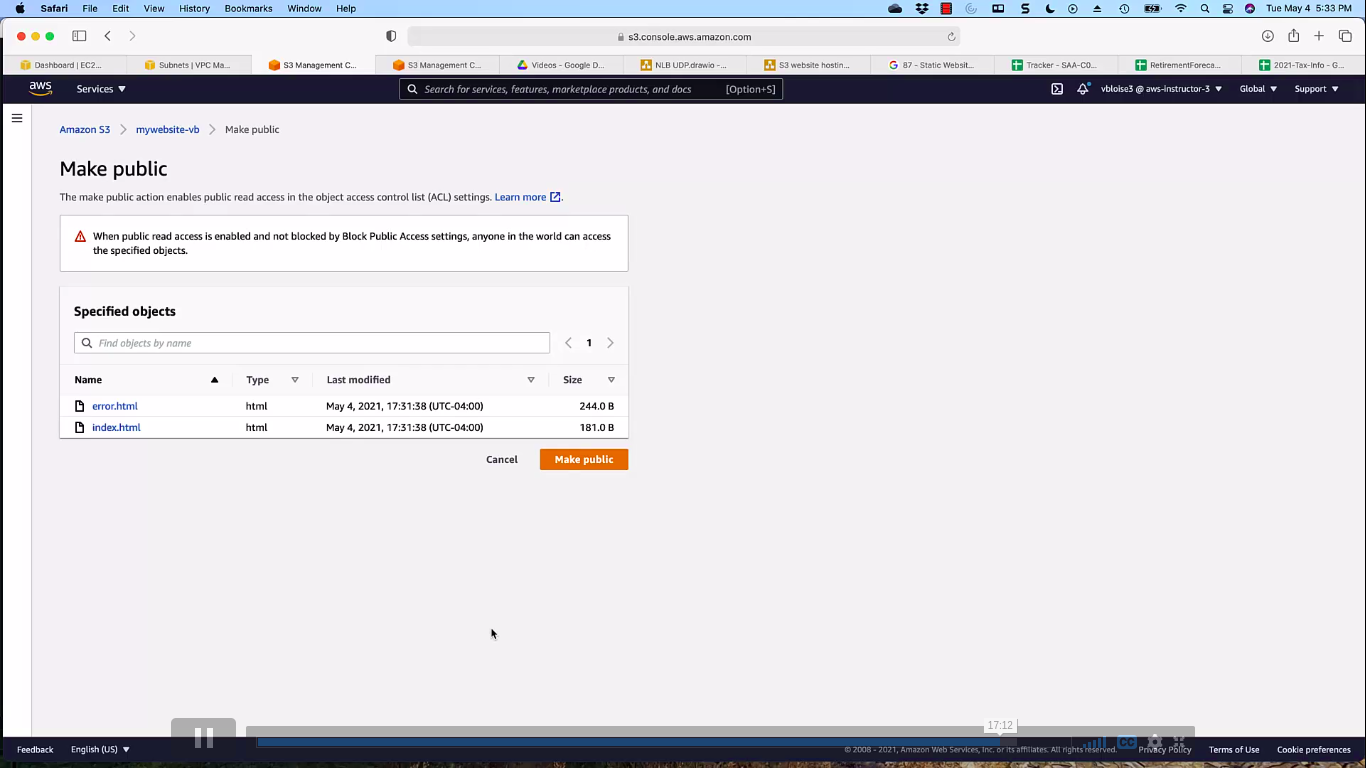 Safari File Edit View History Bookmarks Window Help Tue May 4 5:33 PM
s3.console.aws.amazon.com
Dashboard | EC2... Subnets | VPC Ma... S3 Management C... S3 Management C... Videos - Google D... NLB UDP.drawio -... S3 website hostin... 87 - Static Websit... Tracker - SAA-C0... RetirementForeca... 2021-Tax-Info - G...
aws Services Search for services, features, marketplace products, and docs [Option+S] vbloise3 @ aws-instructor-3 Global Support
Amazon S3 mywebsite-vb Make public
Make public
The make public action enables public read access in the object access control list (ACL) settings. Learn more.
When public read access is enabled and not blocked by Block Public Access settings, anyone in the world can access
the specified objects.
Specified objects
Find objects by name 1
Name Type Last modified Size
error.html html May 4, 2021, 17:31:38 (UTC-04:00) 244.0 B
index.html html May 4, 2021, 17:31:38 (UTC-04:00) 181.0 B
Cancel Make public
17:12
CC
Feedback English (US) © 2008 - 2021, Amazon Web Services, Inc. or its affiliates. All rights reserved. Privacy Policy Terms of Use Cookie preferences